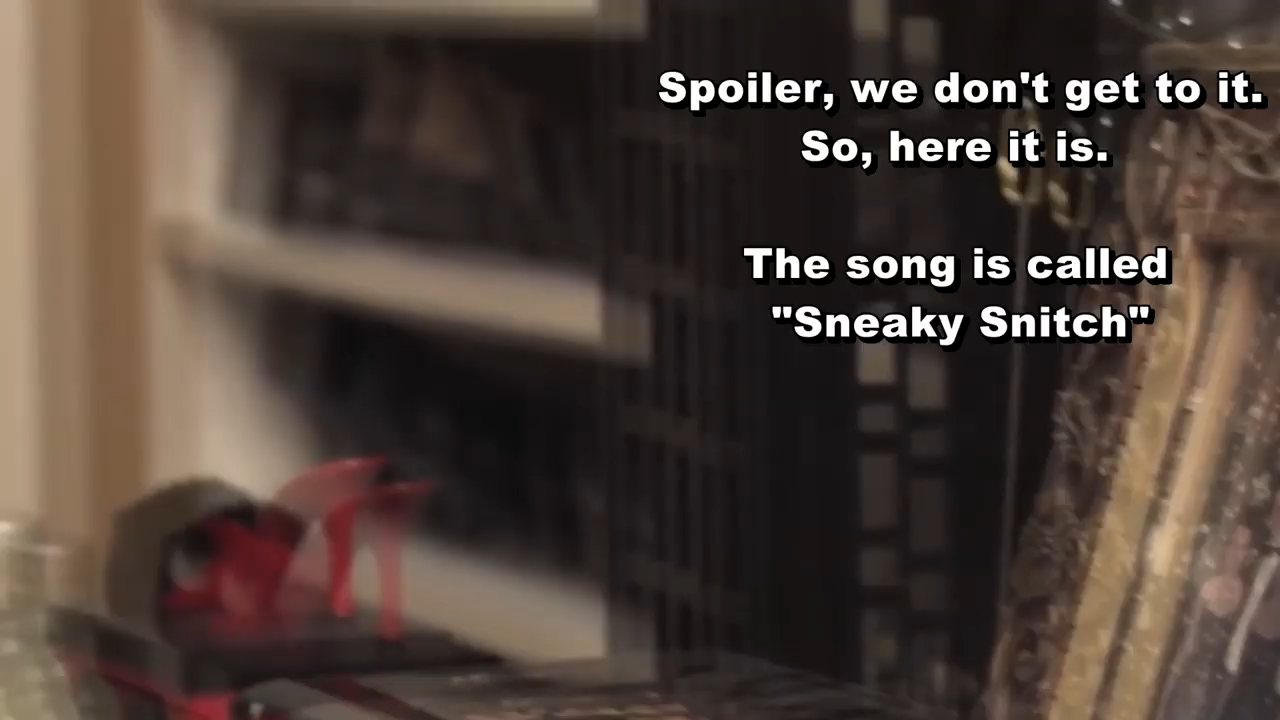 Spoiler, we don't get to it.
So, here it is.
The song is called
"Sneaky Snitch"